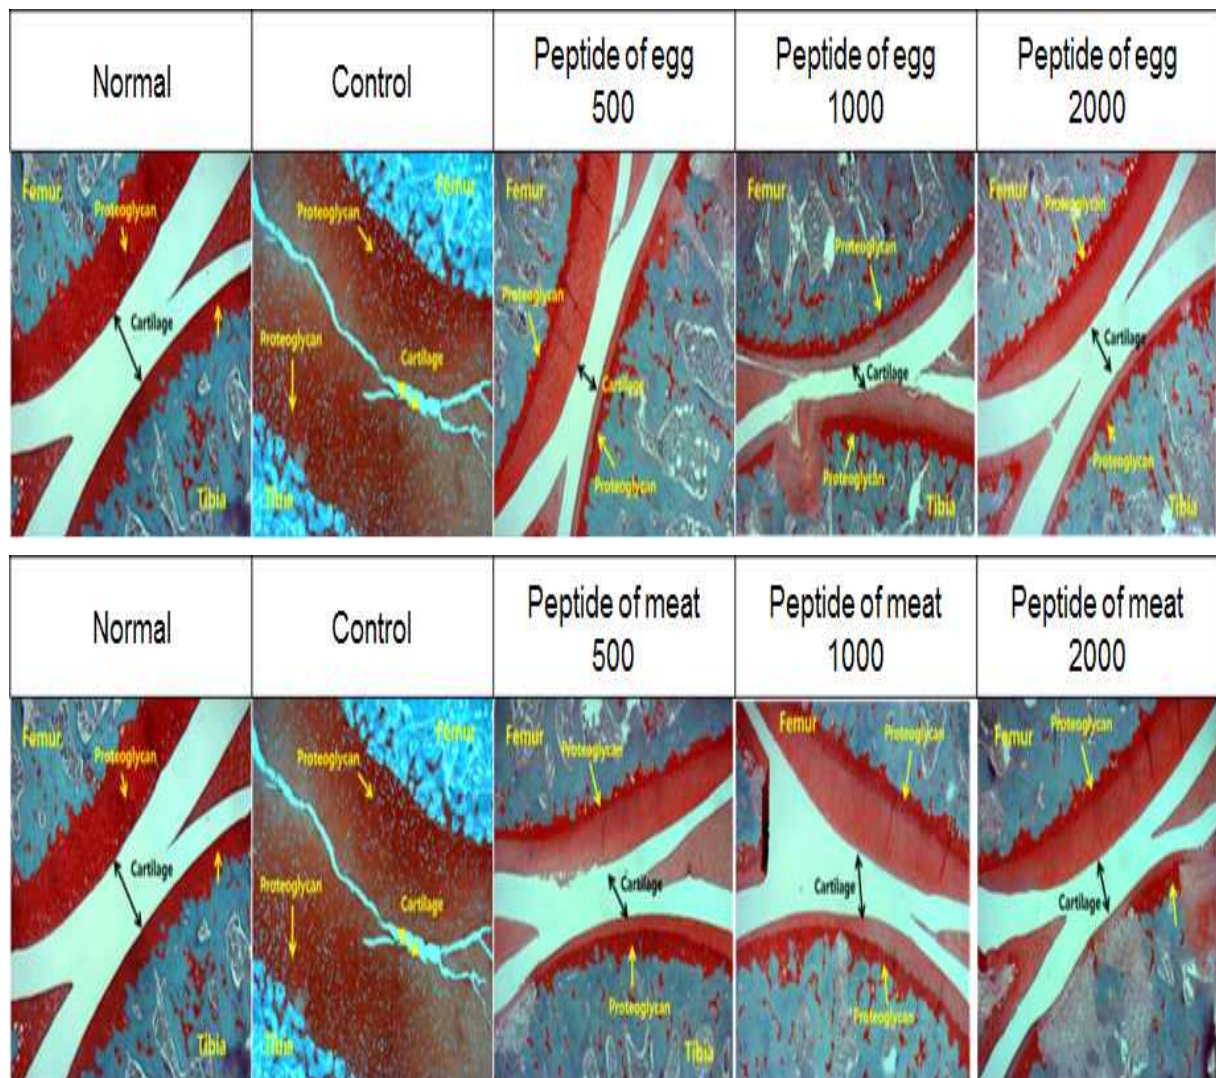 Normal
Control
Peptide of egg
500
Peptide of egg
1000
Peptide of egg
2000
Femur
Proteoglycan
Cartilage
Tibia
Femur
Proteoglycan
Proteoglycan
Cartilage
Tibia
Femur
Proteoglycan
Cartilage
Proteoglycan
Femur
Proteoglycan
Cartilage
Proteoglycan
Tibia
Femur
Proteoglycan
Cartilage
Proteoglycan
Tibia
Normal
Control
Peptide of meat
500
Peptide of meat
1000
Peptide of meat
2000
Femur
Proteoglycan
Cartilage
Tibia
Femur
Proteoglycan
Proteoglycan
Cartilage
Tibia
Femur
Proteoglycan
Cartilage
Proteoglycan
Tibia
Femur
Proteoglycan
Cartilage
Proteoglycan
Femur
Proteoglycan
Cartilage